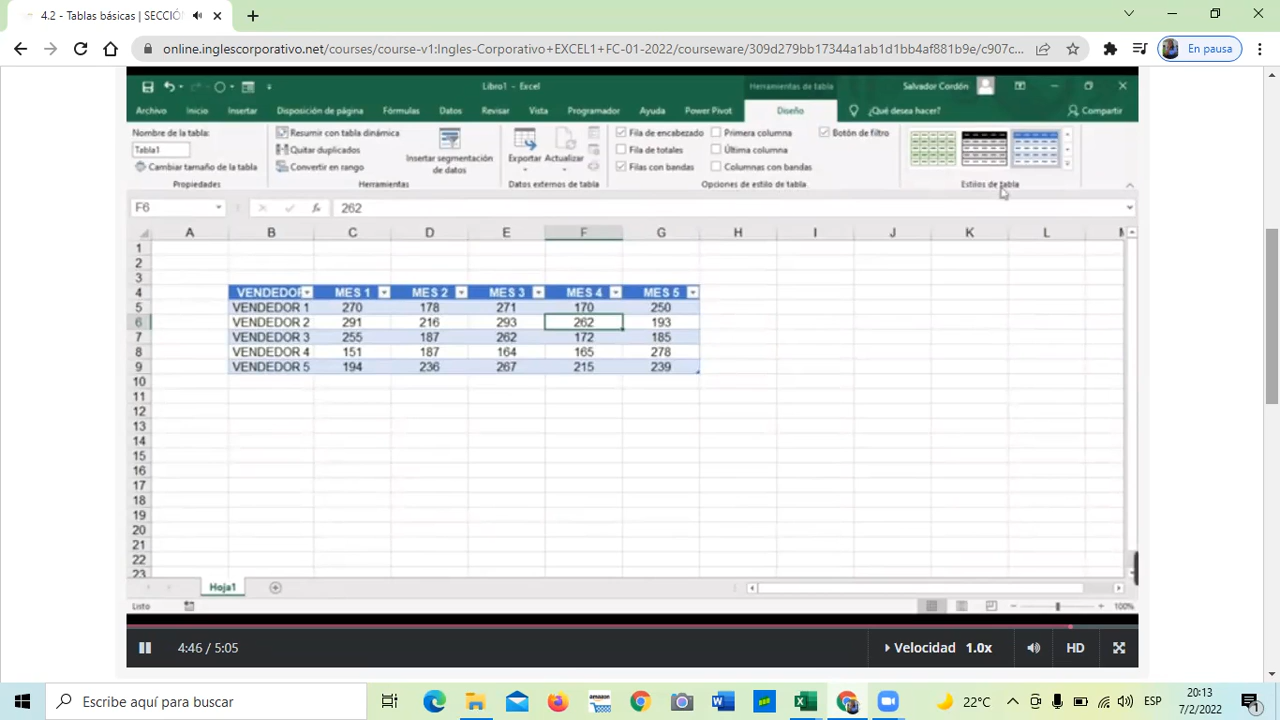 4.2 - Tablas básicas | SECCIÓN
En pausa
online.inglescorporativo.net/courses/course-v1:Ingles-Corporativo+EXCEL1+FC-01-2022/courseware/309d279bb17344a1ab1d1bb4af881b9e/c907c...
Libro1 - Excel
Herramientas de tabla
Salvador Cordón
Archivo Inicio Insertar Disposición de página Fórmulas Datos Revisar Vista Programador Ayuda Power Pivot Diseño ¿Qué desea hacer? Compartir
Nombre de la tabla:
Tabla1
Cambiar tamaño de la tabla
Propiedades
Resumir con tabla dinámica
Quitar duplicados
Convertir en rango
Insertar segmentación de datos
Herramientas
Exportar Actualizar
Datos externos de tabla
Fila de encabezado Primera columna Botón de filtro
Fila de totales Última columna
Filas con bandas Columnas con bandas
Opciones de estilo de tabla
Estilos de tabla
F6 fx 262
A B C D E F G H I J K L M
1
2
3
4 VENDEDOR MES 1 MES 2 MES 3 MES 4 MES 5
5 VENDEDOR 1 270 178 271 170 250
6 VENDEDOR 2 291 216 293 262 193
7 VENDEDOR 3 255 187 262 172 185
8 VENDEDOR 4 151 187 164 165 278
9 VENDEDOR 5 194 236 267 215 239
10
11
12
13
14
15
16
17
18
19
20
21
22
23
Hoja1
Listo
100%
4:46 / 5:05
Velocidad 1.0x
HD
Escribe aquí para buscar
amazon
22°C
ESP
20:13
7/2/2022
1